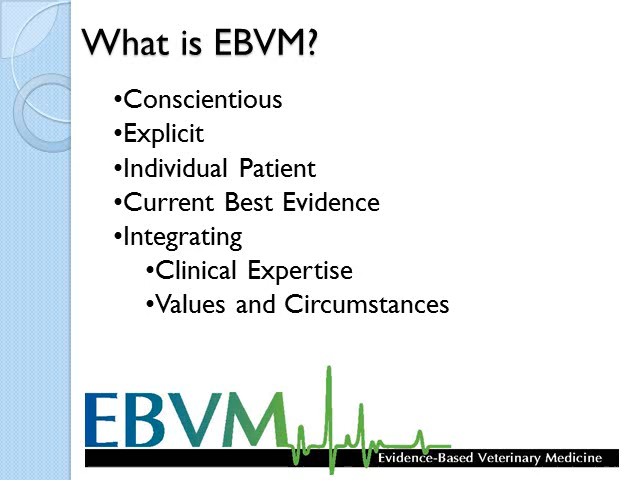 What is EBVM?
•Conscientious
•Explicit
•Individual Patient
•Current Best Evidence
•Integrating
•Clinical Expertise
•Values and Circumstances
EBVM
Evidence-Based Veterinary Medicine